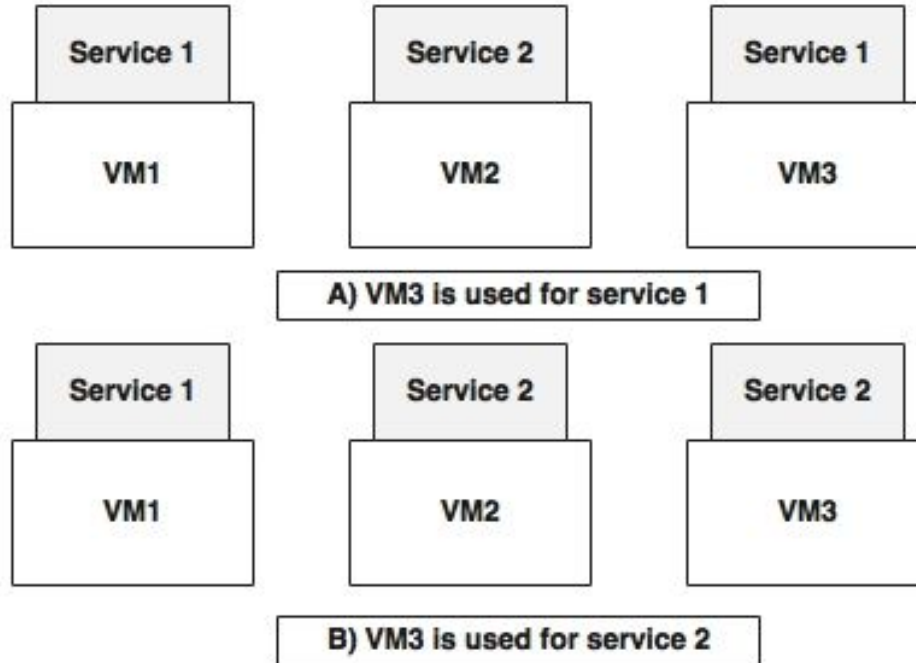 Service 1
Service 2
Service 1
VM1
VM2
VM3
A) VM3 is used for service 1
Service 1
Service 2
Service 2
VM1
VM2
VM3
B) VM3 is used for service 2